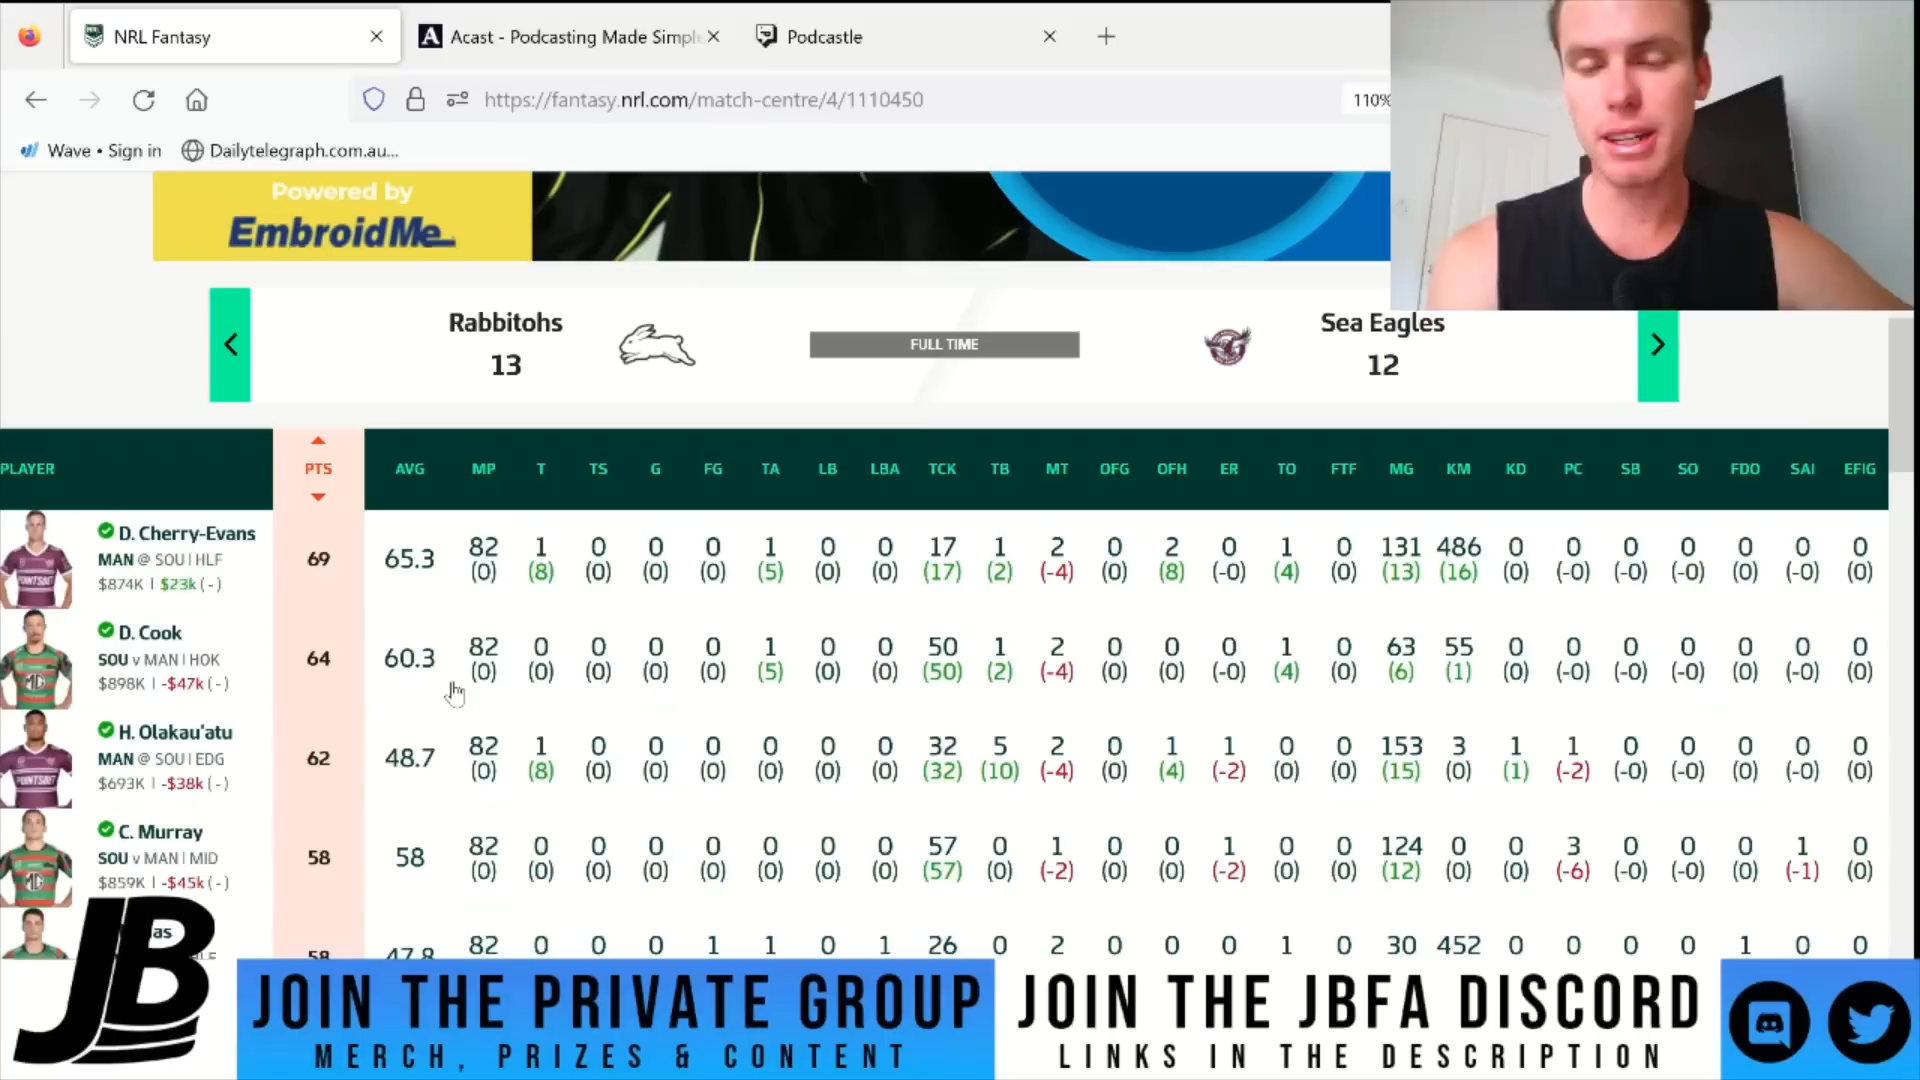 NRL Fantasy
Acast - Podcasting Made Simple
Podcastle
https://fantasy.nrl.com/match-centre/4/1110450
110%
Wave • Sign in
Dailytelegraph.com.au...
Powered by
EmbroidMe
Rabbitohs
13
FULL TIME
Sea Eagles
12
PLAYER PTS AVG MP T TS G FG TA LB LBA TCK TB MT OFG OFH ER TO FTF MG KM KD PC SB SO FDO SAI EFIG
D. Cherry-Evans
MAN @ SOU | HLF
$874K | $23k (-)
69 65.3 82 1 0 0 0 1 0 0 17 1 2 0 2 0 1 0 131 486 0 0 0 0 0 0 0
(0) (8) (0) (0) (0) (5) (0) (0) (17) (2) (-4) (0) (8) (-0) (4) (0) (13) (16) (0) (-0) (-0) (-0) (0) (-0) (0)
D. Cook
SOU v MAN | HOK
$898K | -$47k (-)
64 60.3 82 0 0 0 0 1 0 0 50 1 2 0 0 0 1 0 63 55 0 0 0 0 0 0 0
(0) (0) (0) (0) (0) (5) (0) (0) (50) (2) (-4) (0) (0) (-0) (4) (0) (6) (1) (0) (-0) (-0) (-0) (0) (-0) (0)
H. Olakau'atu
MAN @ SOU | EDG
$693K | -$38k (-)
62 48.7 82 1 0 0 0 0 0 0 32 5 2 0 1 1 0 0 153 3 1 1 0 0 0 0 0
(0) (8) (0) (0) (0) (0) (0) (0) (32) (10) (-4) (0) (4) (-2) (0) (0) (15) (0) (1) (-2) (-0) (-0) (0) (-0) (0)
C. Murray
SOU v MAN | MID
$859K | -$45k (-)
58 58 82 0 0 0 0 0 0 0 57 0 1 0 0 1 0 0 124 0 0 3 0 0 0 1 0
(0) (0) (0) (0) (0) (0) (0) (0) (57) (0) (-2) (0) (0) (-2) (0) (0) (12) (0) (0) (-6) (-0) (-0) (0) (-1) (0)
as
58 47.8 82 0 0 0 1 1 0 1 26 0 2 0 0 0 1 0 30 452 0 0 0 0 1 0 0
JB
JOIN THE PRIVATE GROUP
MERCH, PRIZES & CONTENT
JOIN THE JBFA DISCORD
LINKS IN THE DESCRIPTION